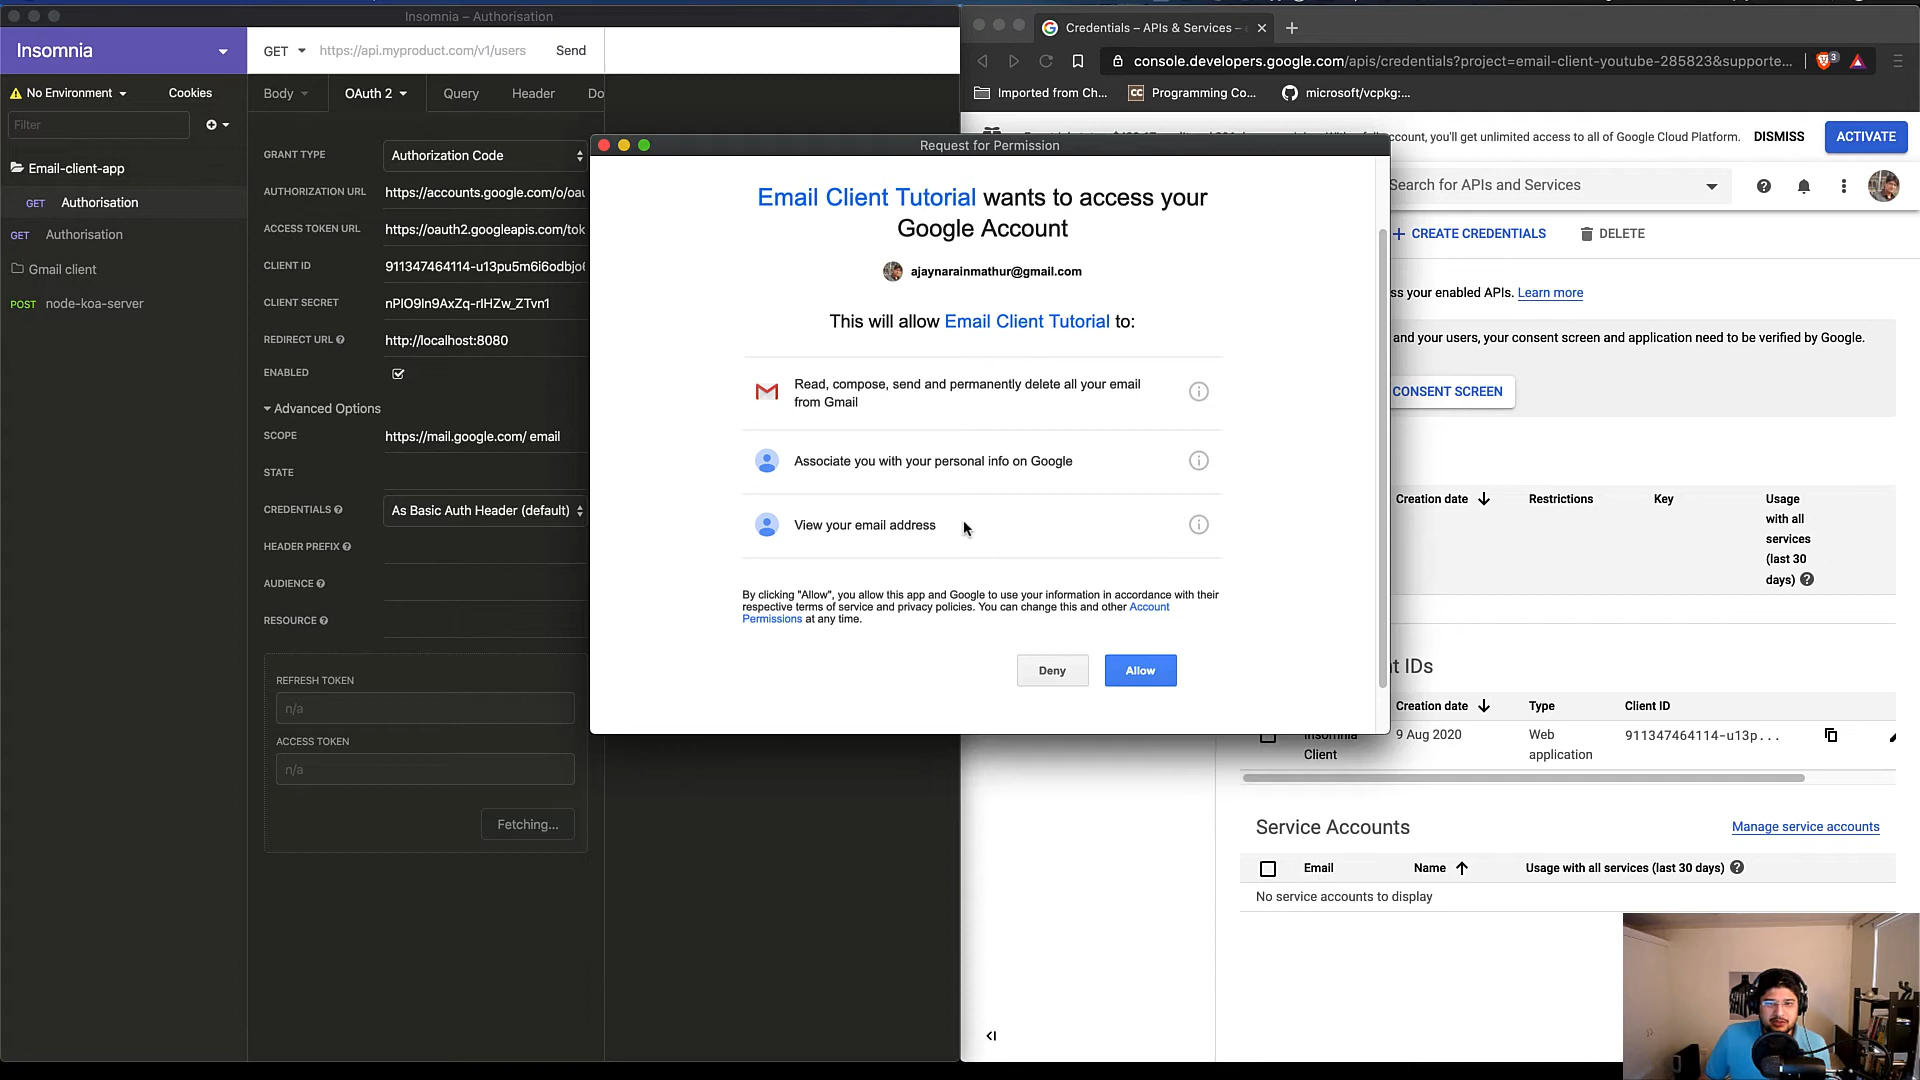 Insomnia – Authorisation
Insomnia
GET
https://api.myproduct.com/v1/users
Send
No Environment
Cookies
Filter
Email-client-app
GET Authorisation
GET Authorisation
Gmail client
POST node-koa-server
Body
OAuth 2
Query
Header
Do
GRANT TYPE
Authorization Code
AUTHORIZATION URL
https://accounts.google.com/o/oau
ACCESS TOKEN URL
https://oauth2.googleapis.com/tok
CLIENT ID
911347464114-u13pu5m6i6odbjo
CLIENT SECRET
REDIRECT URL
http://localhost:8080
ENABLED
Advanced Options
SCOPE
https://mail.google.com/ email
STATE
CREDENTIALS
As Basic Auth Header (default)
HEADER PREFIX
AUDIENCE
RESOURCE
REFRESH TOKEN
n/a
ACCESS TOKEN
n/a
Fetching...
Request for Permission
Email Client Tutorial wants to access your
Google Account
ajaynarainmathur@gmail.com
This will allow Email Client Tutorial to:
Read, compose, send and permanently delete all your email
from Gmail
Associate you with your personal info on Google
View your email address
By clicking "Allow", you allow this app and Google to use your information in accordance with their
respective terms of service and privacy policies. You can change this and other Account
Permissions at any time.
Deny
Allow
Credentials – APIs & Services –
console.developers.google.com/apis/credentials?project=email-client-youtube-285823&supporte...
3
Imported from Ch...
CC Programming Co...
microsoft/vcpkg:...
account, you'll get unlimited access to all of Google Cloud Platform.
DISMISS
ACTIVATE
Search for APIs and Services
CREATE CREDENTIALS
DELETE
ss your enabled APIs. Learn more
and your users, your consent screen and application need to be verified by Google.
CONSENT SCREEN
Creation date
Restrictions
Key
Usage
with all
services
(last 30
days)
t IDs
Creation date
Type
Client ID
Insomnia
Client
9 Aug 2020
Web
application
911347464114-u13p...
Service Accounts
Manage service accounts
Email
Name
Usage with all services (last 30 days)
No service accounts to display